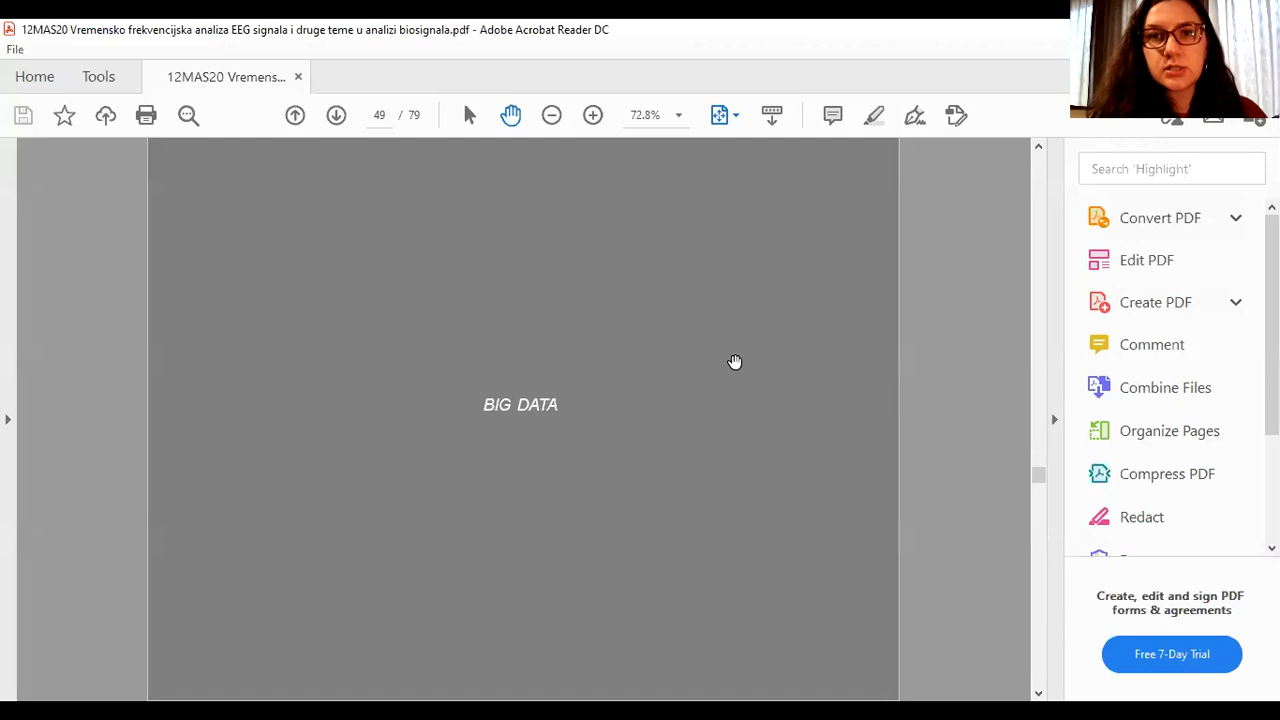 12MAS20 Vremensko frekvencijska analiza EEG signala i druge teme u analizi biosignala.pdf - Adobe Acrobat Reader DC
File
Home
Tools
12MAS20 Vremens...
/ 79
72.8%
Search 'Highlight'
Convert PDF
Edit PDF
Create PDF
Comment
Combine Files
Organize Pages
Compress PDF
Redact
BIG DATA
Create, edit and sign PDF
forms & agreements
Free 7-Day Trial